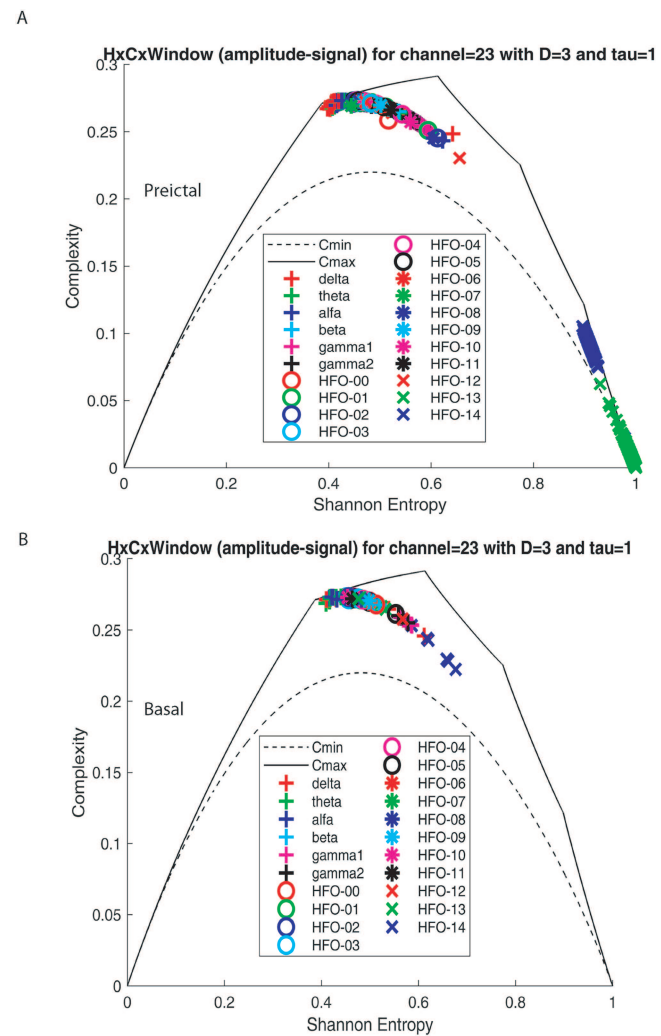 A
HxCxWindow (amplitude-signal) for channel=23 with D=3 and tau=1
0.3
0.25
0.2
0.15
0.1
0.05
0
Complexity
Preictal
Cmin
Cmax
delta
theta
alfa
beta
gamma1
gamma2
HFO-00
HFO-01
HFO-02
HFO-03
HFO-04
HFO-05
HFO-06
HFO-07
HFO-08
HFO-09
HFO-10
HFO-11
HFO-12
HFO-13
HFO-14
0 0.2 0.4 0.6 0.8 1
Shannon Entropy
B
HxCxWindow (amplitude-signal) for channel=23 with D=3 and tau=1
0.3
0.25
0.2
0.15
0.1
0.05
0
Complexity
Basal
Cmin
Cmax
delta
theta
alfa
beta
gamma1
gamma2
HFO-00
HFO-01
HFO-02
HFO-03
HFO-04
HFO-05
HFO-06
HFO-07
HFO-08
HFO-09
HFO-10
HFO-11
HFO-12
HFO-13
HFO-14
0 0.2 0.4 0.6 0.8 1
Shannon Entropy